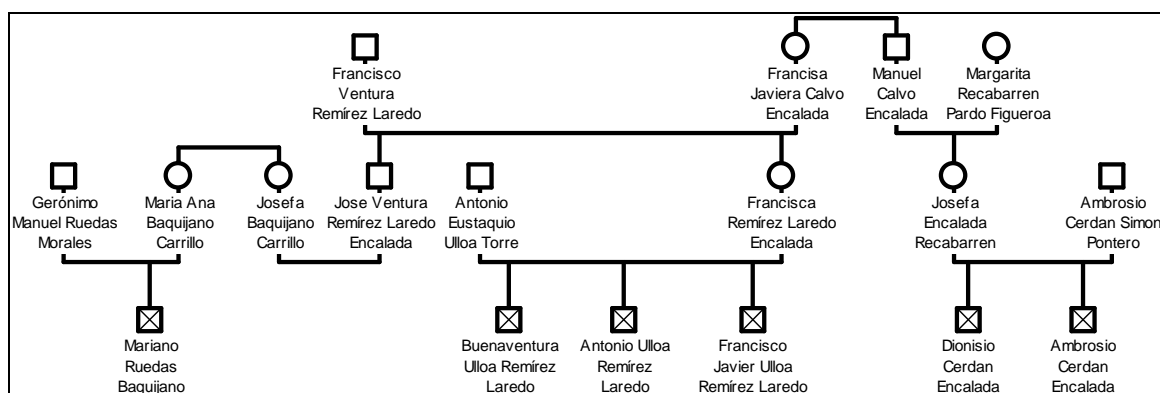 Francisco
Ventura
Remírez Laredo
Francisa
Javiera Calvo
Encalada
Manuel
Calvo
Encalada
Margarita
Recabarren
Pardo Figueroa
Gerónimo
Manuel Ruedas
Morales
Maria Ana
Baquijano
Carrillo
Josefa
Baquijano
Carrillo
Jose Ventura
Remírez Laredo
Encalada
Antonio
Eustaquio
Ulloa Torre
Francisca
Remírez Laredo
Encalada
Josefa
Encalada
Recabarren
Ambrosio
Cerdan Simon
Pontero
Mariano
Ruedas
Baquijano
Buenaventura
Ulloa Remírez
Laredo
Antonio Ulloa
Remírez
Laredo
Francisco
Javier Ulloa
Remírez Laredo
Dionisio
Cerdan
Encalada
Ambrosio
Cerdan
Encalada